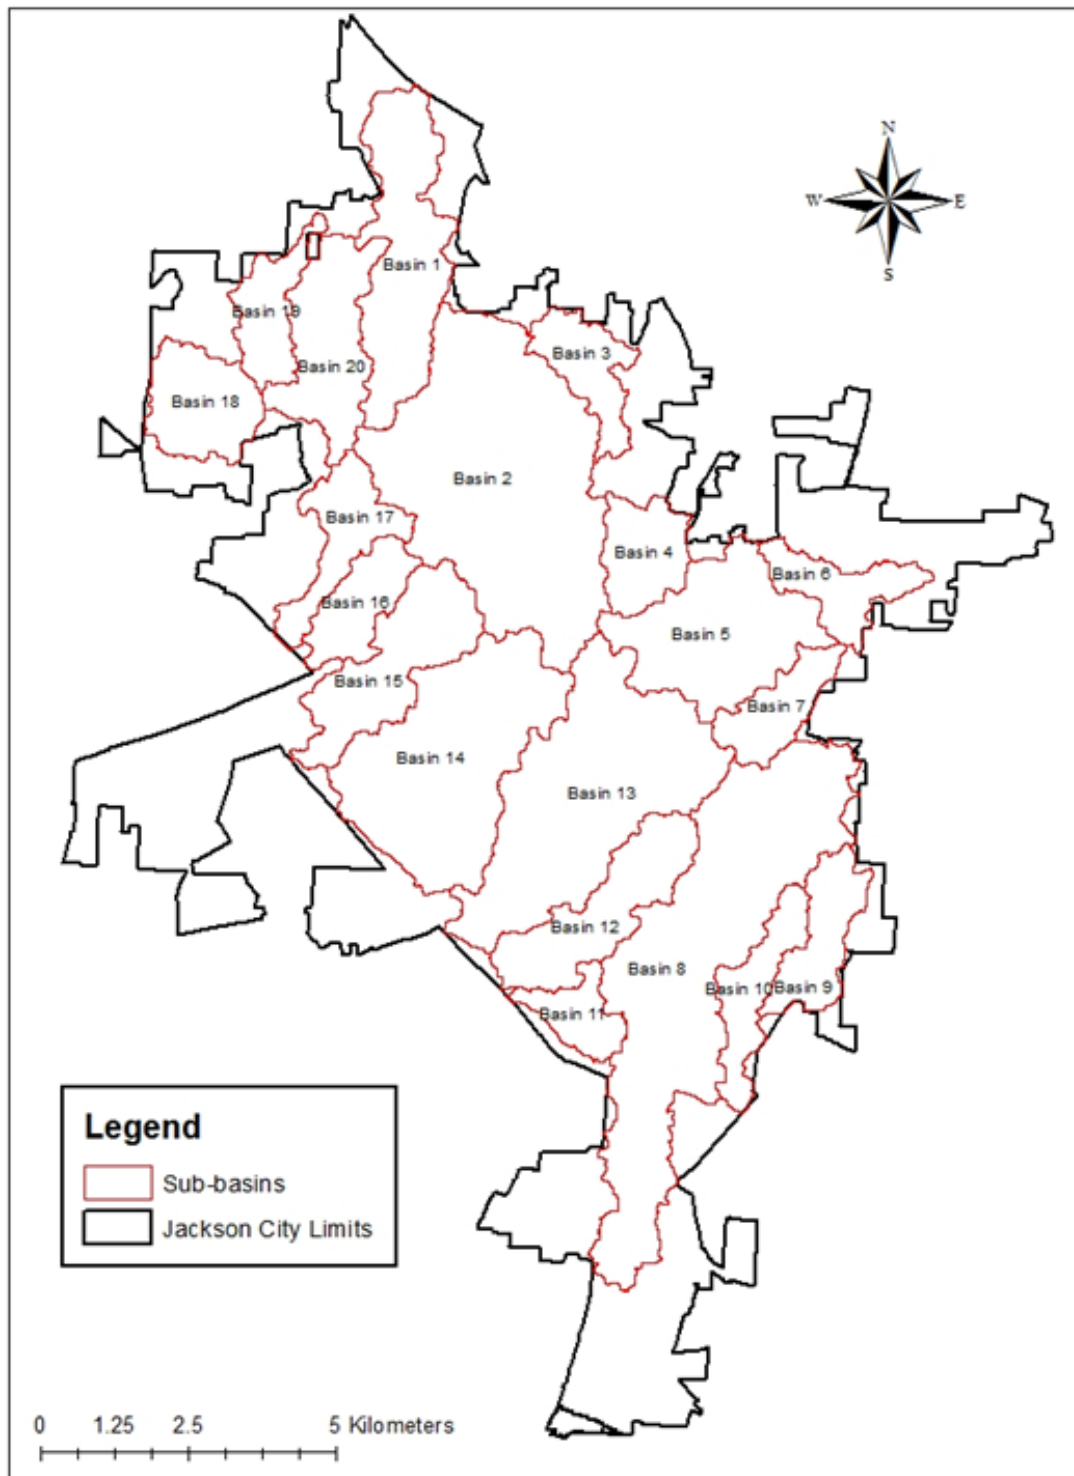 N
W E
S
Basin 1
Basin 19
Basin 3
Basin 20
Basin 18
Basin 2
Basin 17
Basin 4
Basin 6
Basin 16
Basin 5
Basin 15
Basin 7
Basin 14
Basin 13
Basin 12
Basin 8
Basin 10
Basin 9
Basin 11
Legend
Sub-basins
Jackson City Limits
0 1.25 2.5 5 Kilometers